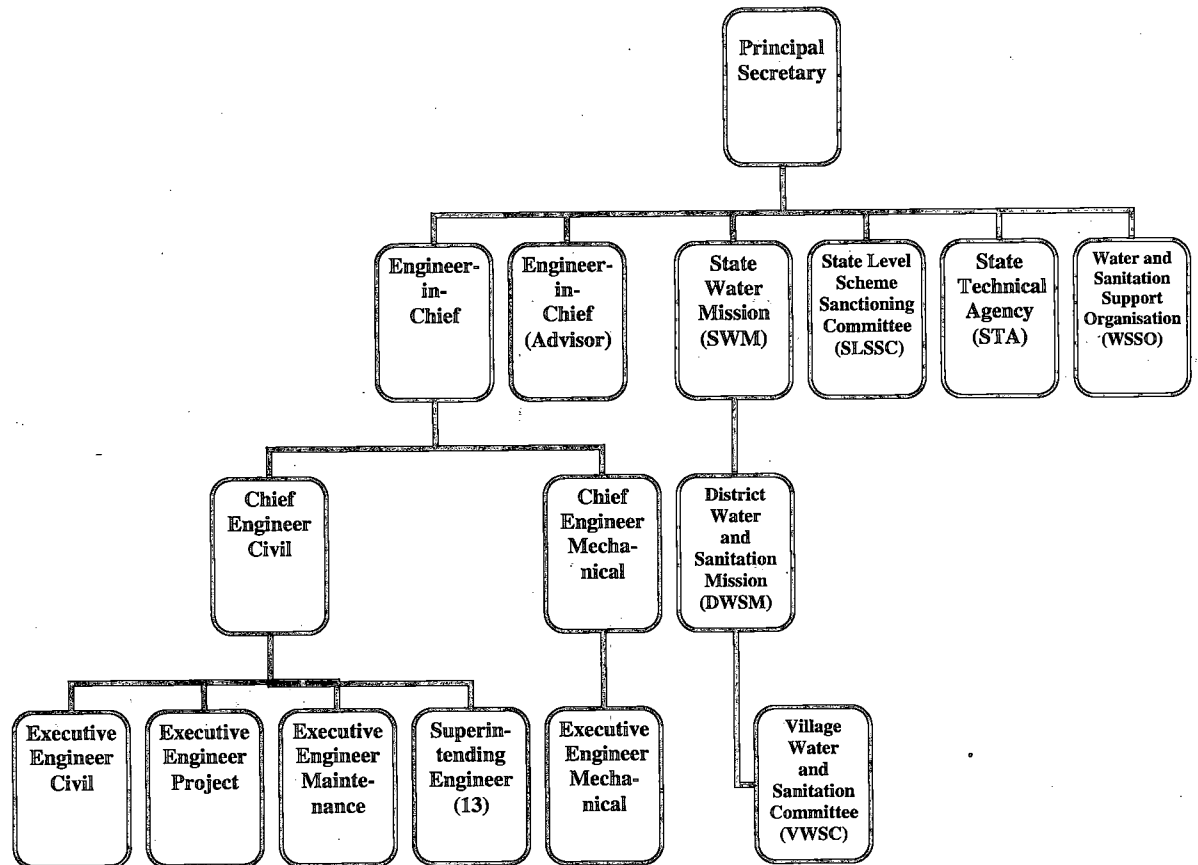 Principal
Secretary
Engineer-
in-
Chief
Engineer-
in-
Chief
(Advisor)
State
Water
Mission
(SWM)
State Level
Scheme
Sanctioning
Committee
(SLSSC)
State
Technical
Agency
(STA)
Water and
Sanitation
Support
Organisation
(WSSO)
Chief
Engineer
Civil
Chief
Engineer
Mecha-
nical
District
Water
and
Sanitation
Mission
(DWSM)
Executive
Engineer
Civil
Executive
Engineer
Project
Executive
Engineer
Mainte-
nance
Superin-
tending
Engineer
(13)
Executive
Engineer
Mechanical
Village
Water
and
Sanitation
Committee
(VWSC)